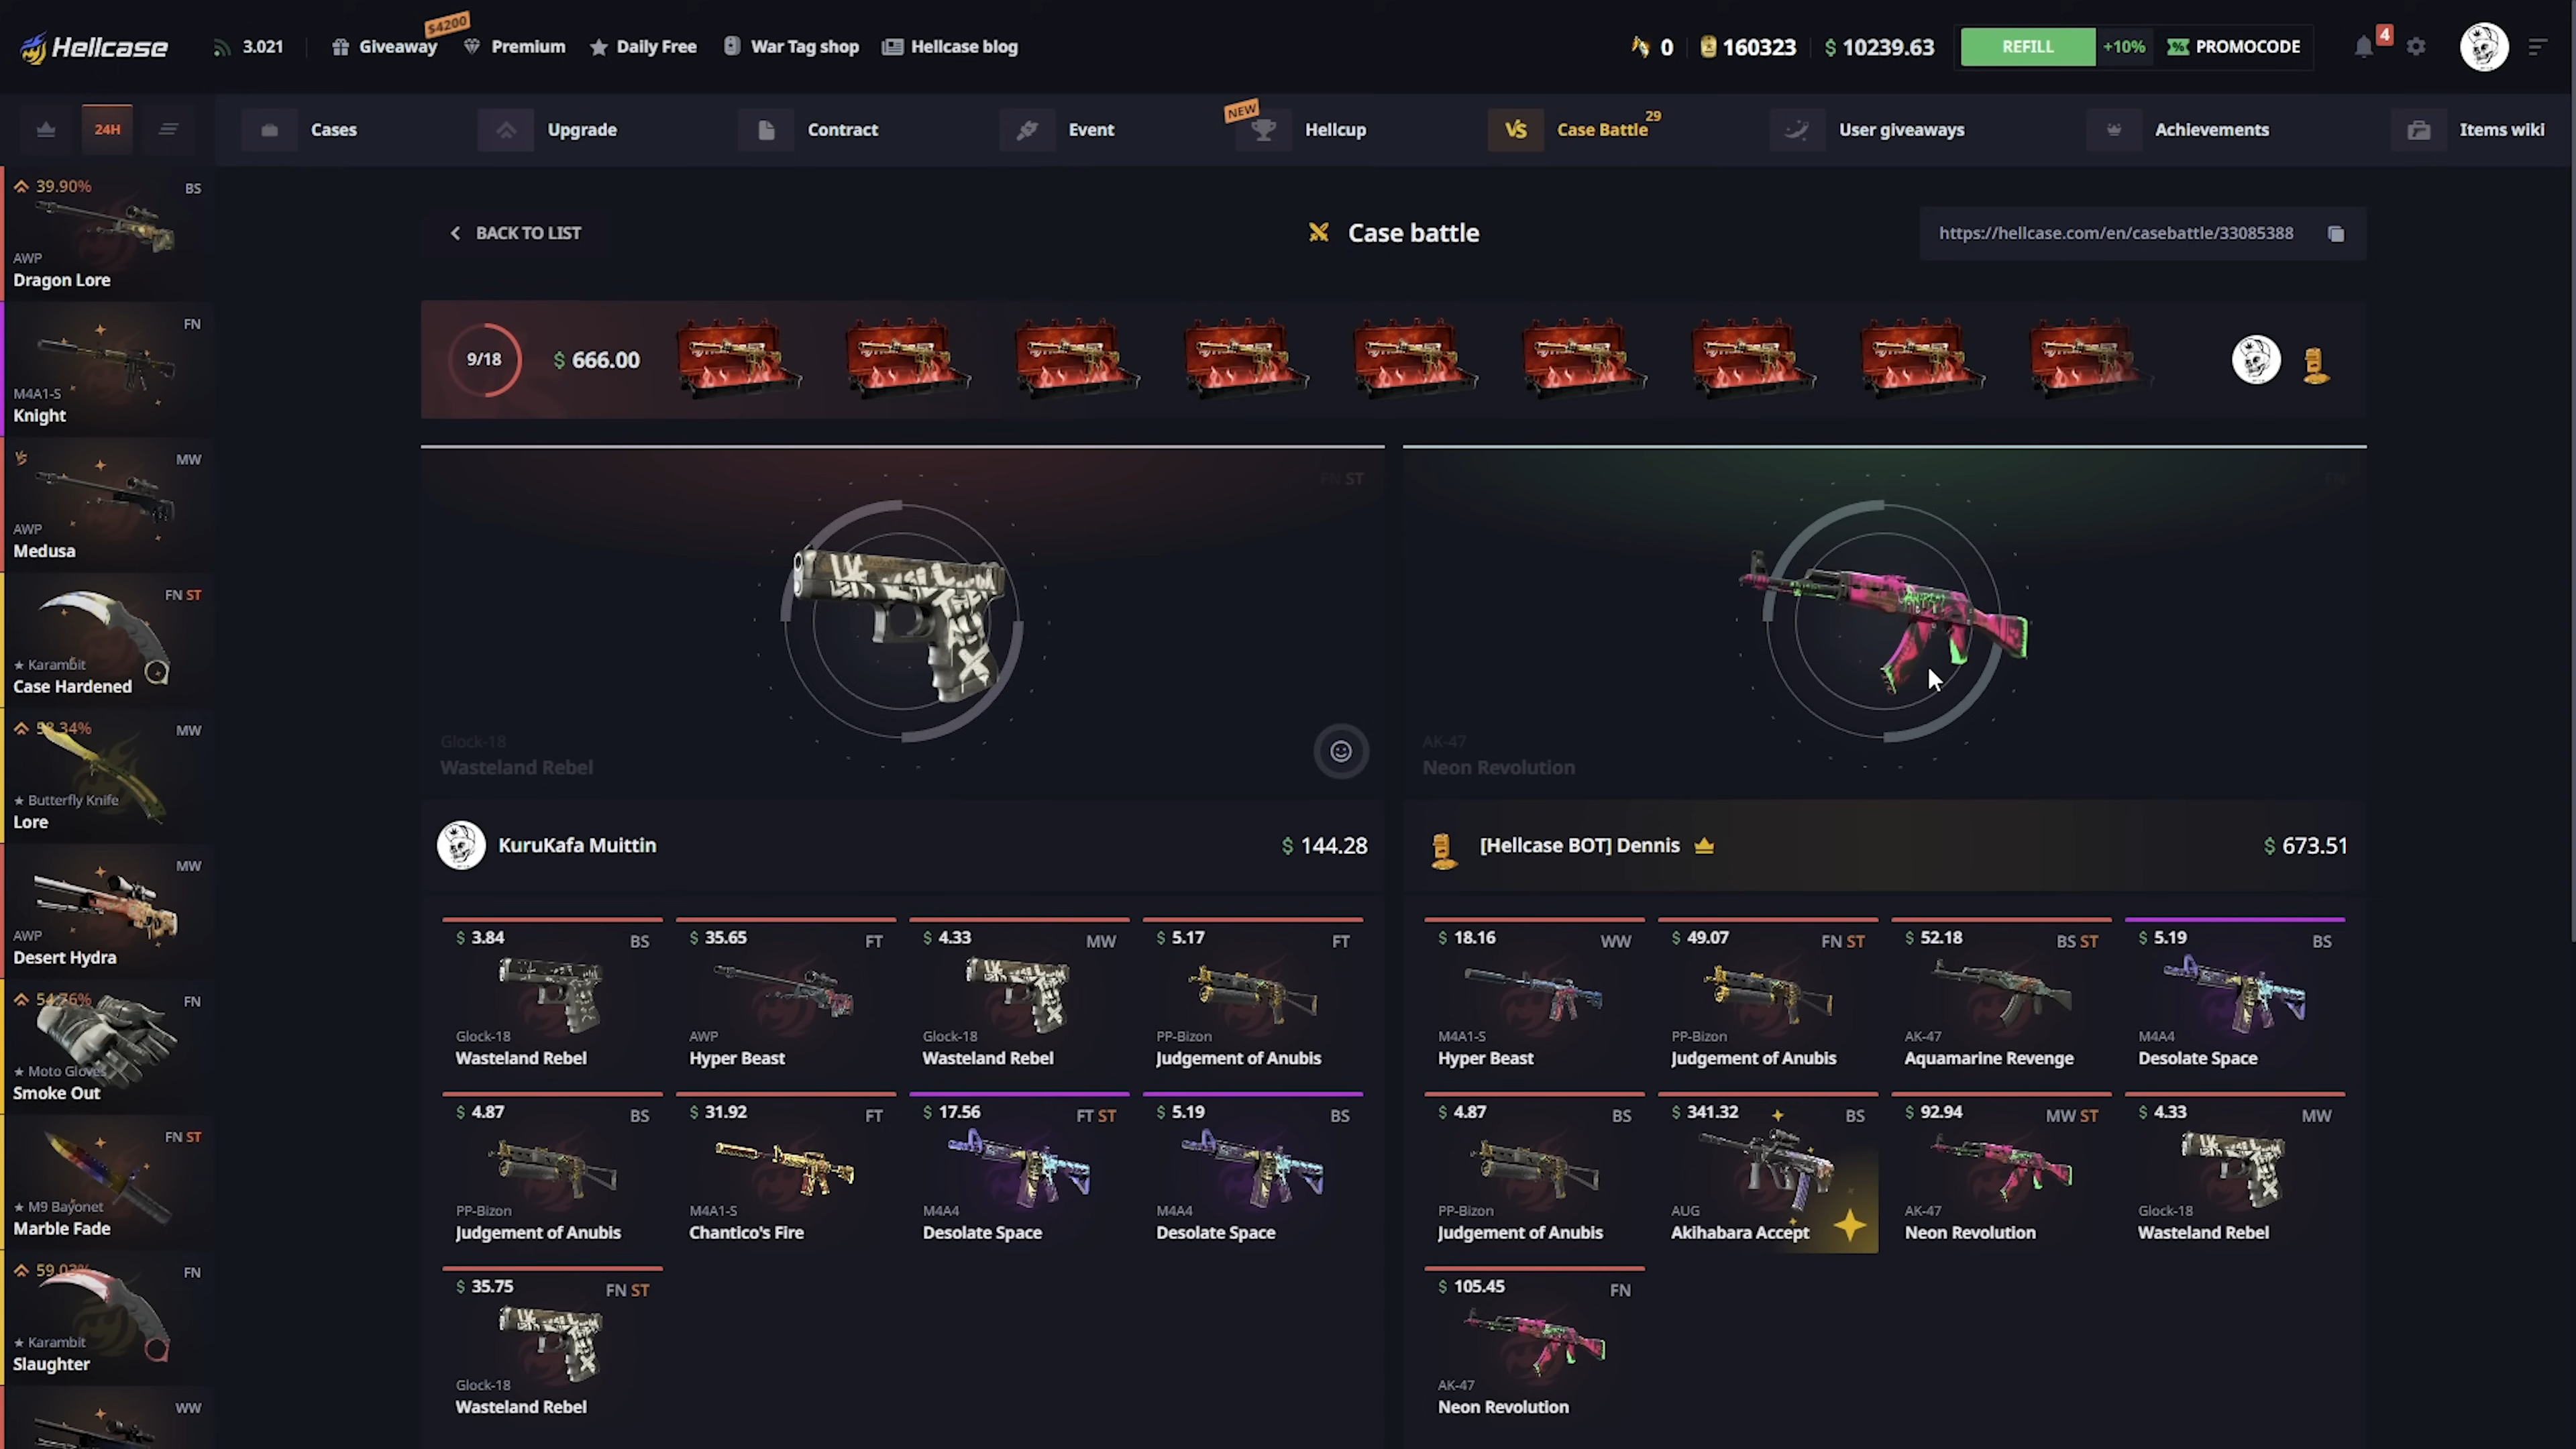 Hellcase
3.021
Giveaway
$4200
Premium
Daily Free
War Tag shop
Hellcase blog
0
160323
$ 10239.63
REFILL
+10%
PROMOCODE
4
24H
Cases
Upgrade
Contract
Event
NEW
Hellcup
VS
Case Battle
29
User giveaways
Achievements
Items wiki
39.90%
BS
AWP
Dragon Lore
FN
M4A1-S
Knight
MW
AWP
Medusa
FN ST
★ Karambit
Case Hardened
MW
★ Butterfly Knife
Lore
MW
AWP
Desert Hydra
54.76%
FN
★ Moto Gloves
Smoke Out
FN ST
★ M9 Bayonet
Marble Fade
59.03%
FN
★ Karambit
Slaughter
WW
BACK TO LIST
Case battle
https://hellcase.com/en/casebattle/33085388
9/18
$ 666.00
FN ST
Glock-18
Wasteland Rebel
FN
AK-47
Neon Revolution
KuruKafa Muittin
$ 144.28
[Hellcase BOT] Dennis
$ 673.51
$ 3.84
BS
Glock-18
Wasteland Rebel
$ 35.65
FT
AWP
Hyper Beast
$ 4.33
MW
Glock-18
Wasteland Rebel
$ 5.17
FT
PP-Bizon
Judgement of Anubis
$ 4.87
BS
PP-Bizon
Judgement of Anubis
$ 31.92
FT
M4A1-S
Chantico's Fire
$ 17.56
FT ST
M4A4
Desolate Space
$ 5.19
BS
M4A4
Desolate Space
$ 35.75
FN ST
Glock-18
Wasteland Rebel
$ 18.16
WW
M4A1-S
Hyper Beast
$ 49.07
FN ST
PP-Bizon
Judgement of Anubis
$ 52.18
BS ST
AK-47
Aquamarine Revenge
$ 5.19
BS
M4A4
Desolate Space
$ 4.87
BS
PP-Bizon
Judgement of Anubis
$ 341.32
BS
AUG
Akihabara Accept
$ 92.94
MW ST
AK-47
Neon Revolution
$ 4.33
MW
Glock-18
Wasteland Rebel
$ 105.45
FN
AK-47
Neon Revolution